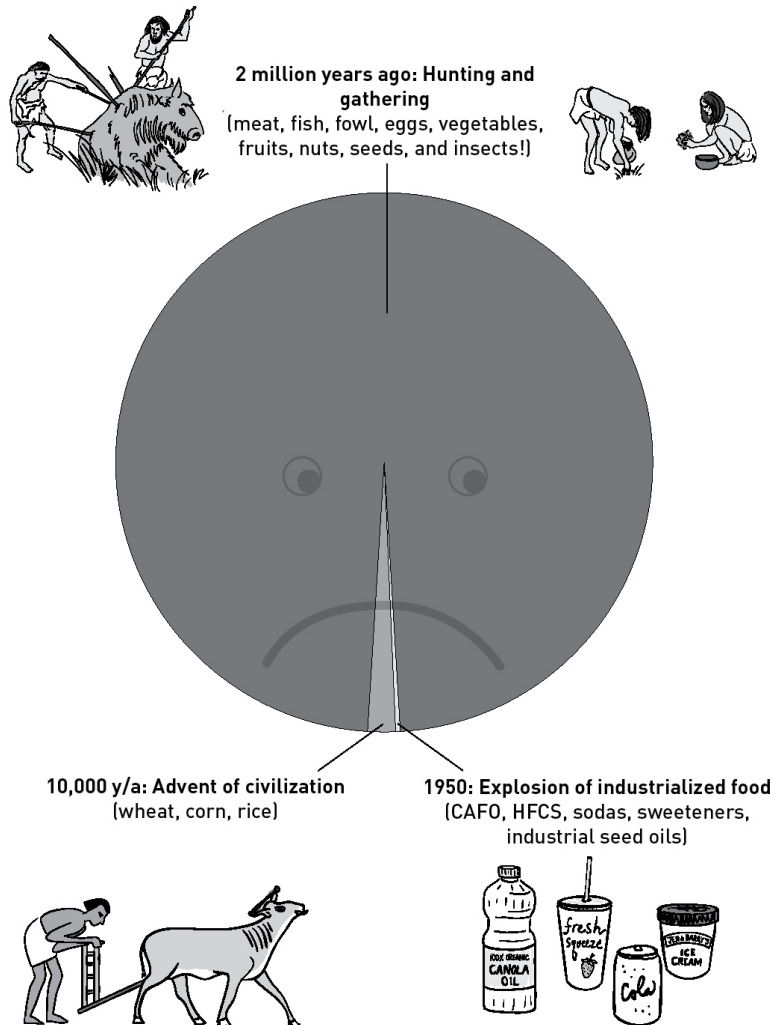 2 million years ago: Hunting and
gathering
(meat, fish, fowl, eggs, vegetables,
fruits, nuts, seeds, and insects!)
10,000 y/a: Advent of civilization
(wheat, corn, rice)
1950: Explosion of industrialized food
(CAFO, HFCS, sodas, sweeteners,
industrial seed oils)
100% ORGANIC
CANOLA
OIL
fresh
squeeze
Cola
ICE
CREAM